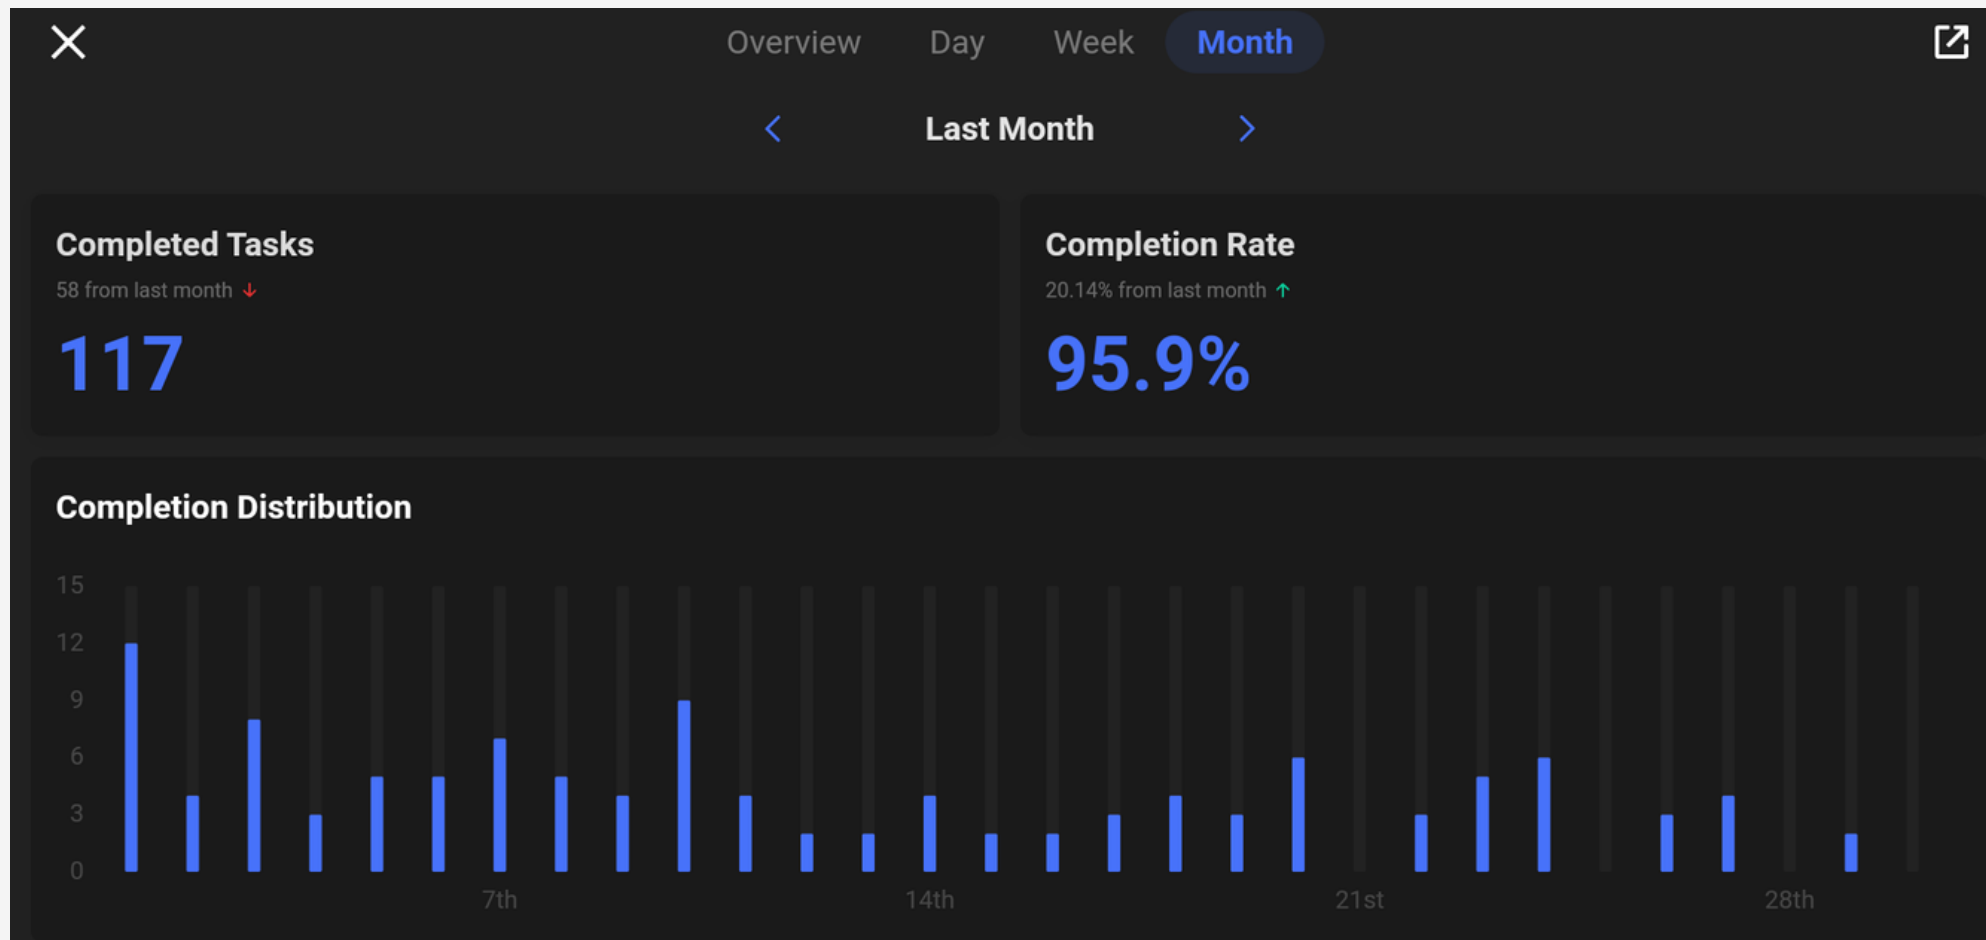 Overview Day Week Month
Last Month
Completed Tasks
58 from last month
117
Completion Rate
20.14% from last month
95.9%
Completion Distribution
15
12
9
6
3
0
7th 14th 21st 28th